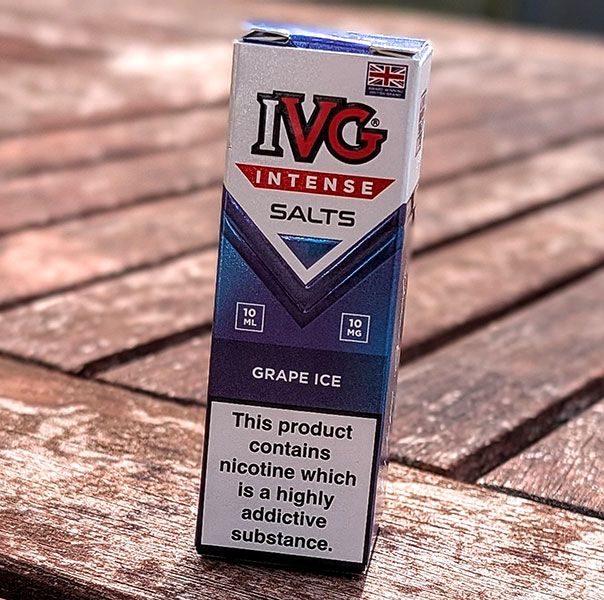 IVG®
INTENSE
SALTS
10
ML
10
MG
GRAPE ICE
This product
contains
nicotine which
is a highly
addictive
substance.